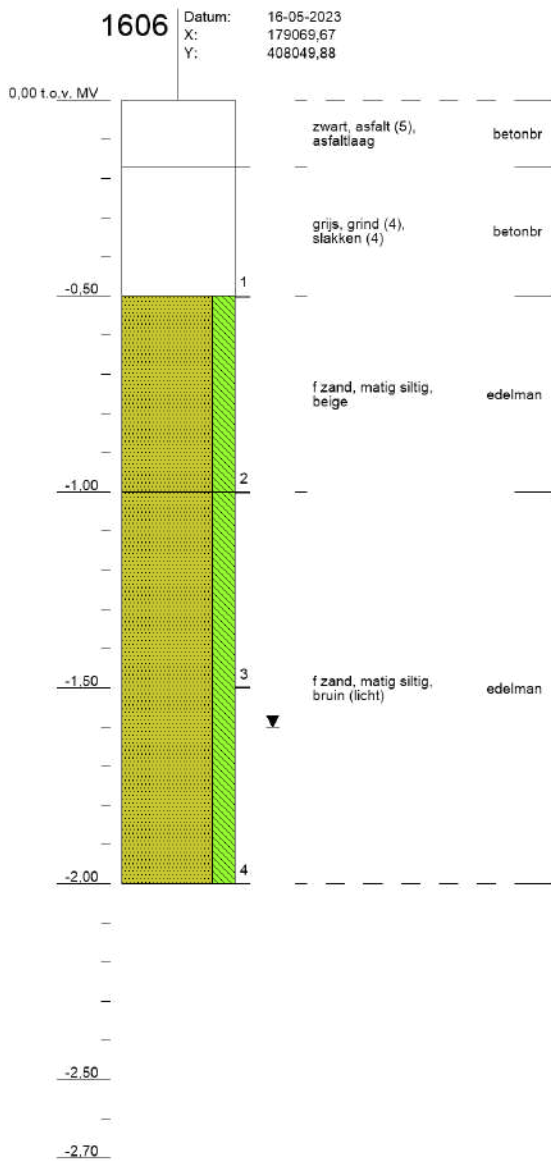 1606
Datum: 16-05-2023
X: 179069,67
Y: 408049,88
0,00 t.o.v. MV
zwart, asfalt (5),
asfaltlaag
betonbr
grijs, grind (4),
slakken (4)
betonbr
1
-0,50
f zand, matig siltig,
beige
edelman
2
-1,00
3
-1,50
f zand, matig siltig,
bruin (licht)
edelman
4
-2,00
-2,50
-2,70